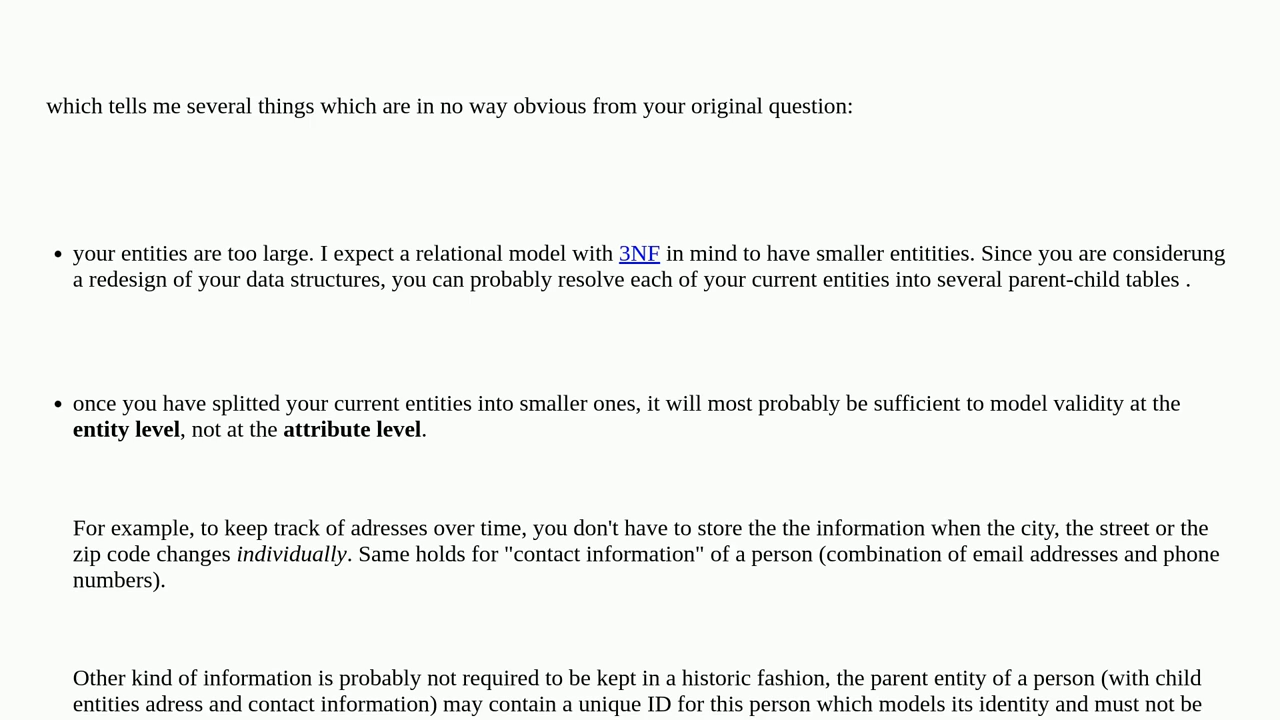 which tells me several things which are in no way obvious from your original question:
• your entities are too large. I expect a relational model with 3NF in mind to have smaller entitities. Since you are considerung
a redesign of your data structures, you can probably resolve each of your current entities into several parent-child tables .
• once you have splitted your current entities into smaller ones, it will most probably be sufficient to model validity at the
entity level, not at the attribute level.
For example, to keep track of adresses over time, you don't have to store the the information when the city, the street or the
zip code changes individually. Same holds for "contact information" of a person (combination of email addresses and phone
numbers).
Other kind of information is probably not required to be kept in a historic fashion, the parent entity of a person (with child
entities adress and contact information) may contain a unique ID for this person which models its identity and must not be